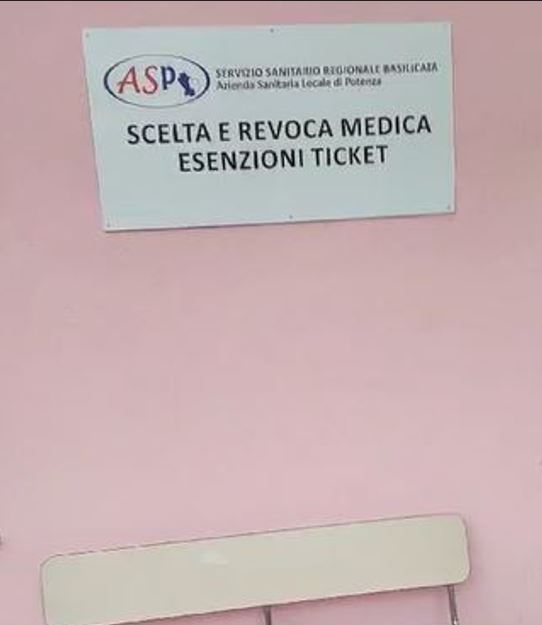 ASP SERVIZIO SANITARIO REGIONALE BASILICATA
Azienda Sanitaria Locale di Potenza
SCELTA E REVOCA MEDICA
ESENZIONI TICKET